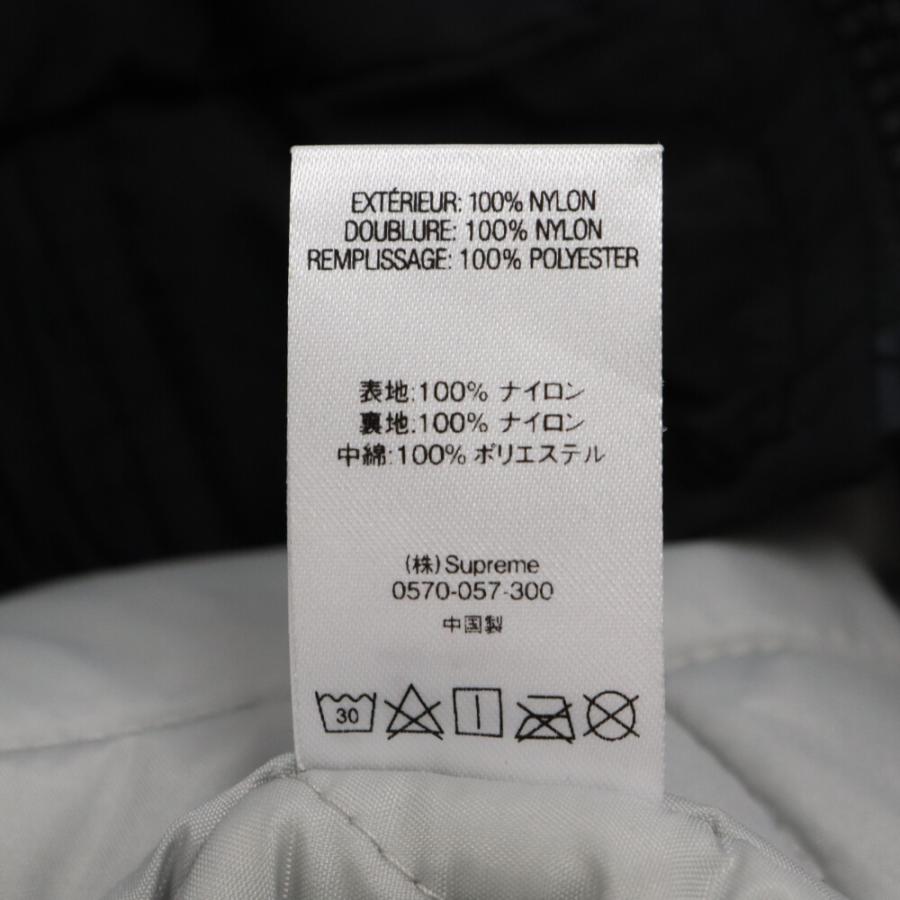 EXTÉRIEUR: 100% NYLON
DOUBLURE: 100% NYLON
REMPLISSAGE: 100% POLYESTER
表地:100% ナイロン
裏地:100% ナイロン
中綿:100% ポリエステル
(株)Supreme
0570-057-300
中国製
30